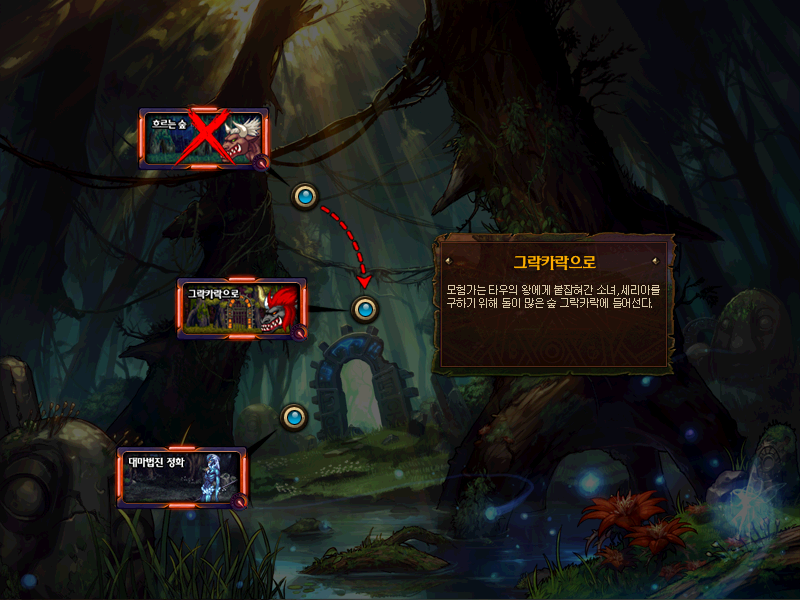 흐르는 숲
그락카락으로
그락카락으로
모험가는 타우의 왕에게 붙잡혀간 소녀, 세리아를
구하기 위해 돌이 많은 숲 그락카락에 들어선다.
대마법진 정화